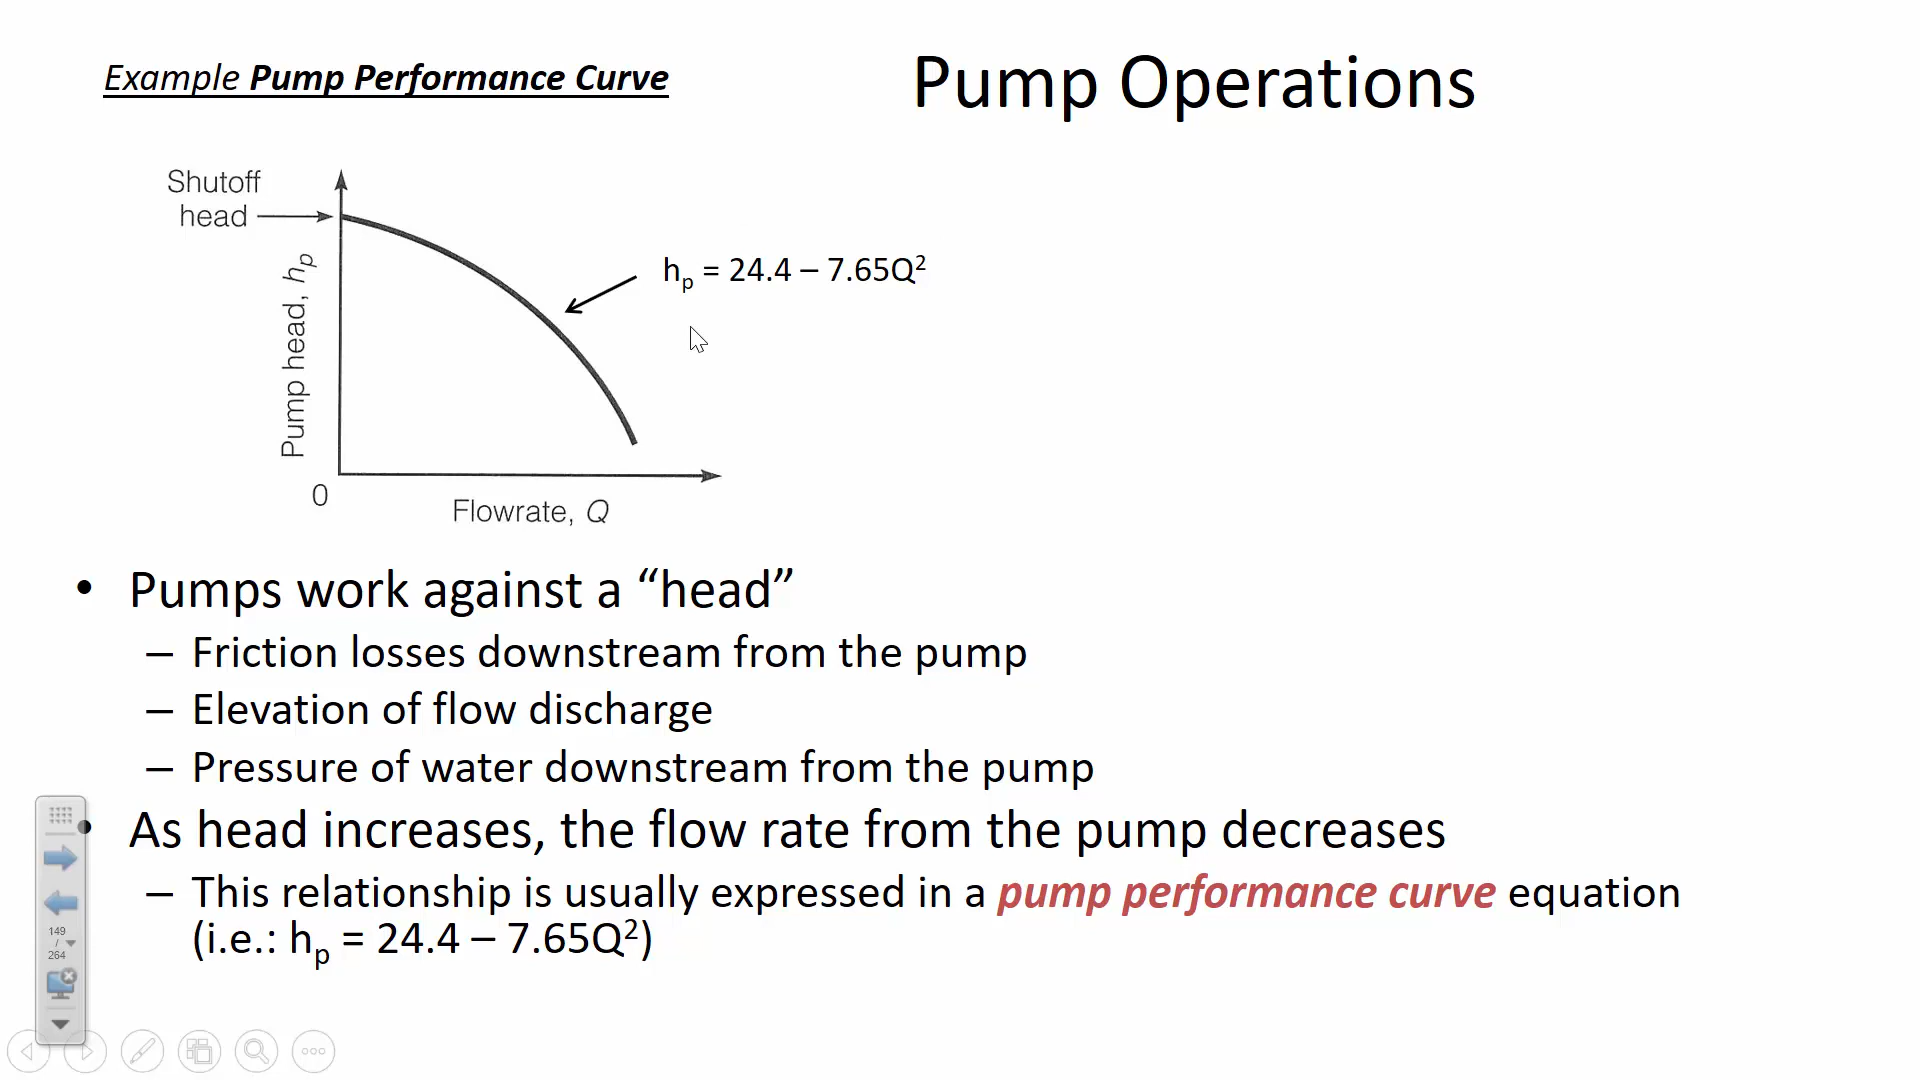 Example Pump Performance Curve
Pump Operations
Shutoff
head
Pump head, hₚ
hₚ = 24.4 – 7.65Q²
0
Flowrate, Q
• Pumps work against a “head”
– Friction losses downstream from the pump
– Elevation of flow discharge
– Pressure of water downstream from the pump
• As head increases, the flow rate from the pump decreases
– This relationship is usually expressed in a pump performance curve equation
(i.e.: hₚ = 24.4 – 7.65Q²)
149
/
264